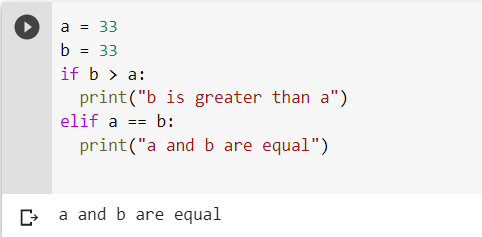 a = 33
b = 33
if b > a:
  print("b is greater than a")
elif a == b:
  print("a and b are equal")
a and b are equal